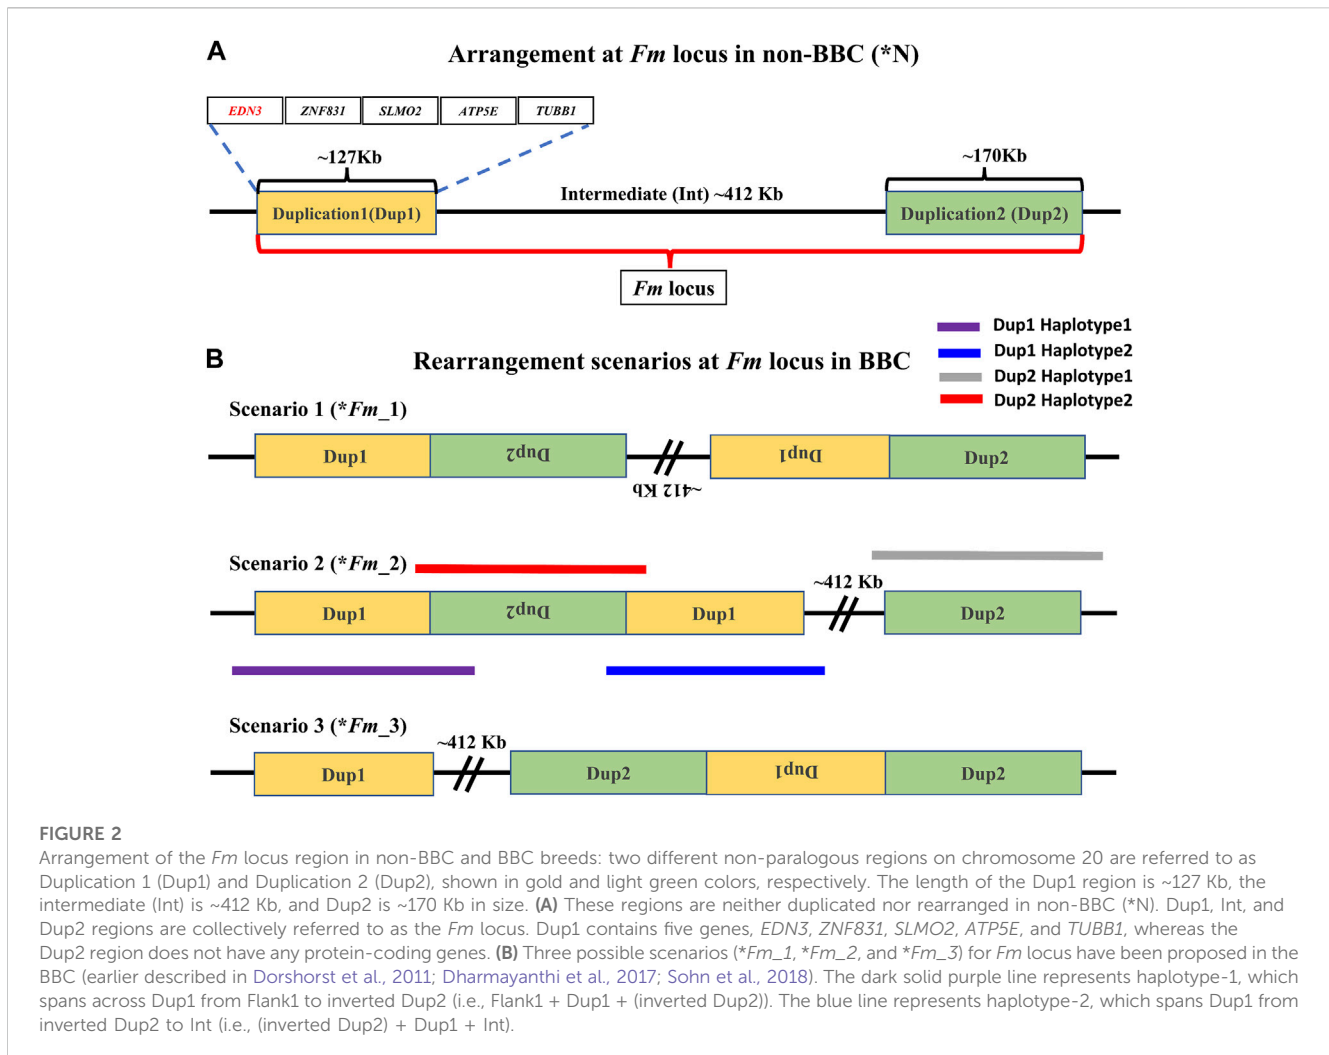 A
Arrangement at Fm locus in non-BBC (*N)
EDN3 ZNF831 SLMO2 ATP5E TUBB1
~127Kb
~170Kb
Intermediate (Int) ~412 Kb
Duplication1(Dup1)
Duplication2 (Dup2)
Fm locus
Dup1 Haplotype1
Dup1 Haplotype2
Dup2 Haplotype1
Dup2 Haplotype2
B
Rearrangement scenarios at Fm locus in BBC
Scenario 1 (*Fm_1)
Dup1 Dup2 Dup1 Dup2
~412 Kb
Scenario 2 (*Fm_2)
~412 Kb
Dup1 Dup2 Dup1 Dup2
Scenario 3 (*Fm_3)
~412 Kb
Dup1 Dup2 Dup1 Dup2
FIGURE 2
Arrangement of the Fm locus region in non-BBC and BBC breeds: two different non-paralogous regions on chromosome 20 are referred to as
Duplication 1 (Dup1) and Duplication 2 (Dup2), shown in gold and light green colors, respectively. The length of the Dup1 region is ~127 Kb, the
intermediate (Int) is ~412 Kb, and Dup2 is ~170 Kb in size. (A) These regions are neither duplicated nor rearranged in non-BBC (*N). Dup1, Int, and
Dup2 regions are collectively referred to as the Fm locus. Dup1 contains five genes, EDN3, ZNF831, SLMO2, ATP5E, and TUBB1, whereas the
Dup2 region does not have any protein-coding genes. (B) Three possible scenarios (*Fm_1, *Fm_2, and *Fm_3) for Fm locus have been proposed in the
BBC (earlier described in Dorshorst et al., 2011; Dharmayanthi et al., 2017; Sohn et al., 2018). The dark solid purple line represents haplotype-1, which
spans across Dup1 from Flank1 to inverted Dup2 (i.e., Flank1 + Dup1 + (inverted Dup2)). The blue line represents haplotype-2, which spans Dup1 from
inverted Dup2 to Int (i.e., (inverted Dup2) + Dup1 + Int).